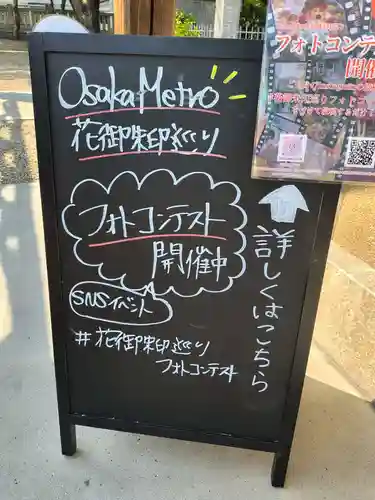 Osaka Metro
花御朱印巡り
フォトコンテスト
開催中
SNSイベント
#花御朱印巡り
フォトコンテスト
詳しくはこちら
フォトコンテ
開催